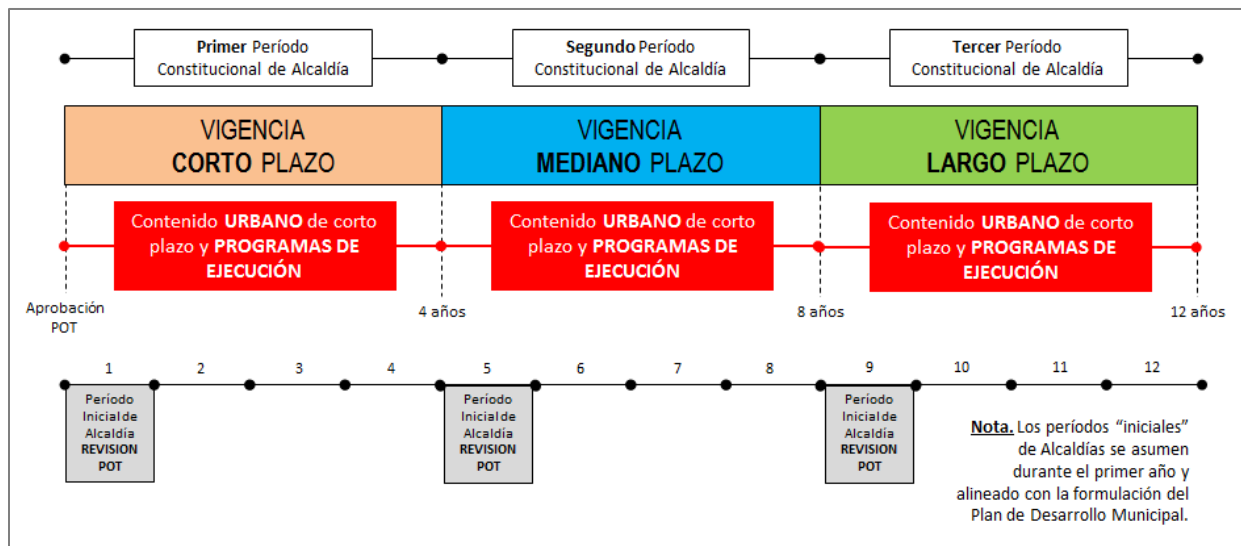 Primer Período
Constitucional de Alcaldía
Segundo Período
Constitucional de Alcaldía
Tercer Período
Constitucional de Alcaldía
VIGENCIA
CORTO PLAZO
VIGENCIA
MEDIANO PLAZO
VIGENCIA
LARGO PLAZO
Contenido URBANO de corto
plazo y PROGRAMAS DE
EJECUCIÓN
Contenido URBANO de corto
plazo y PROGRAMAS DE
EJECUCIÓN
Contenido URBANO de corto
plazo y PROGRAMAS DE
EJECUCIÓN
Aprobación
POT
4 años
8 años
12 años
1
2
3
4
5
6
7
8
9
10
11
12
Período
Inicial de
Alcaldía
REVISION
POT
Período
Inicial de
Alcaldía
REVISION
POT
Período
Inicial de
Alcaldía
REVISION
POT
Nota. Los períodos “iniciales”
de Alcaldías se asumen
durante el primer año y
alineado con la formulación del
Plan de Desarrollo Municipal.